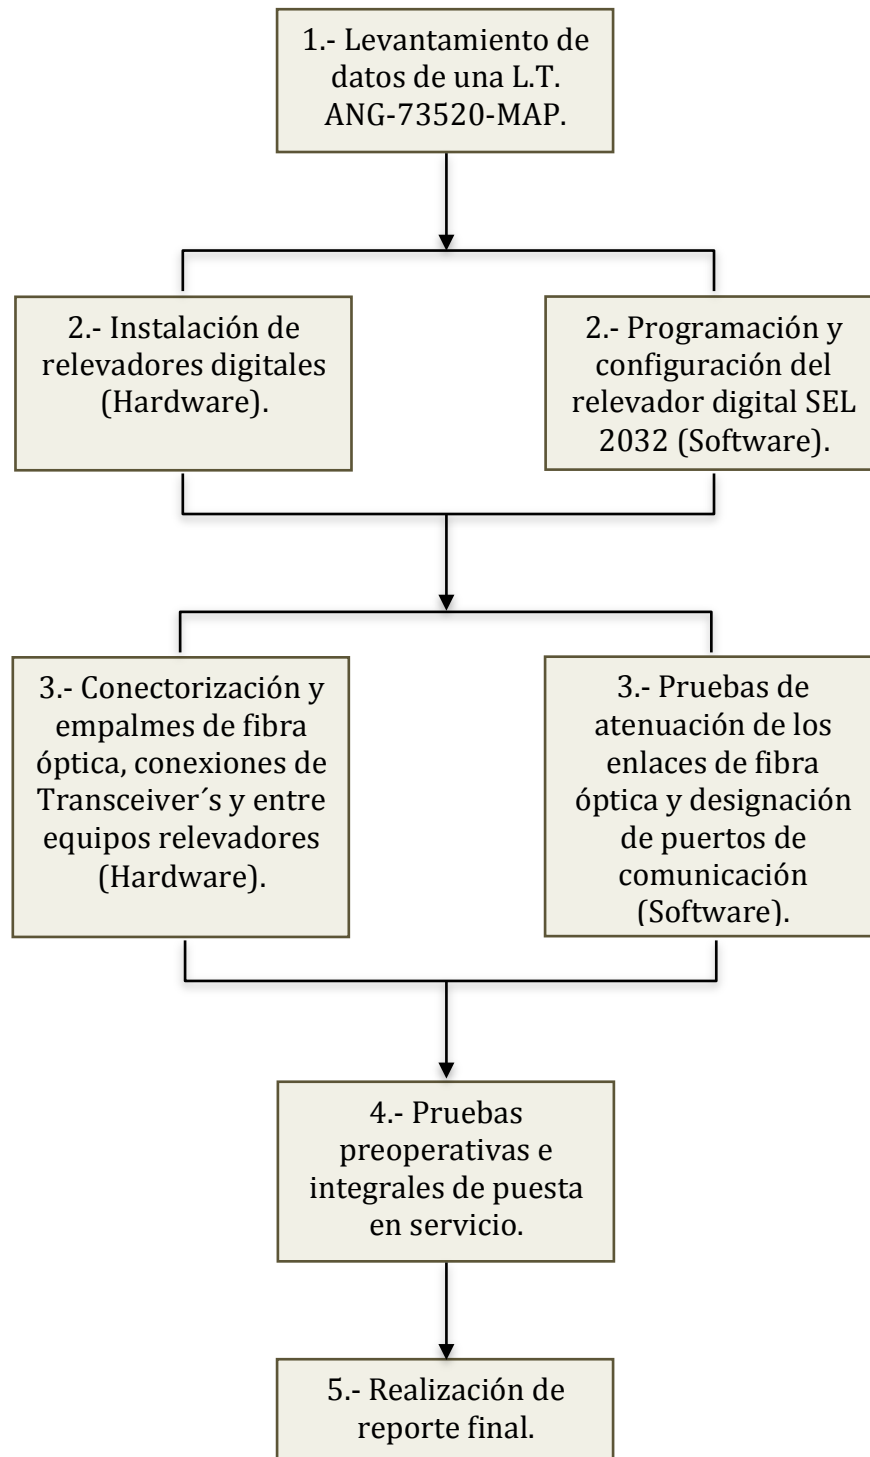 1.- Levantamiento de
datos de una L.T.
ANG-73520-MAP.
2.- Instalación de
relevadores digitales
(Hardware).
2.- Programación y
configuración del
relevador digital SEL
2032 (Software).
3.- Conectorización y
empalmes de fibra
óptica, conexiones de
Transceiver´s y entre
equipos relevadores
(Hardware).
3.- Pruebas de
atenuación de los
enlaces de fibra
óptica y designación
de puertos de
comunicación
(Software).
4.- Pruebas
preoperativas e
integrales de puesta
en servicio.
5.- Realización de
reporte final.